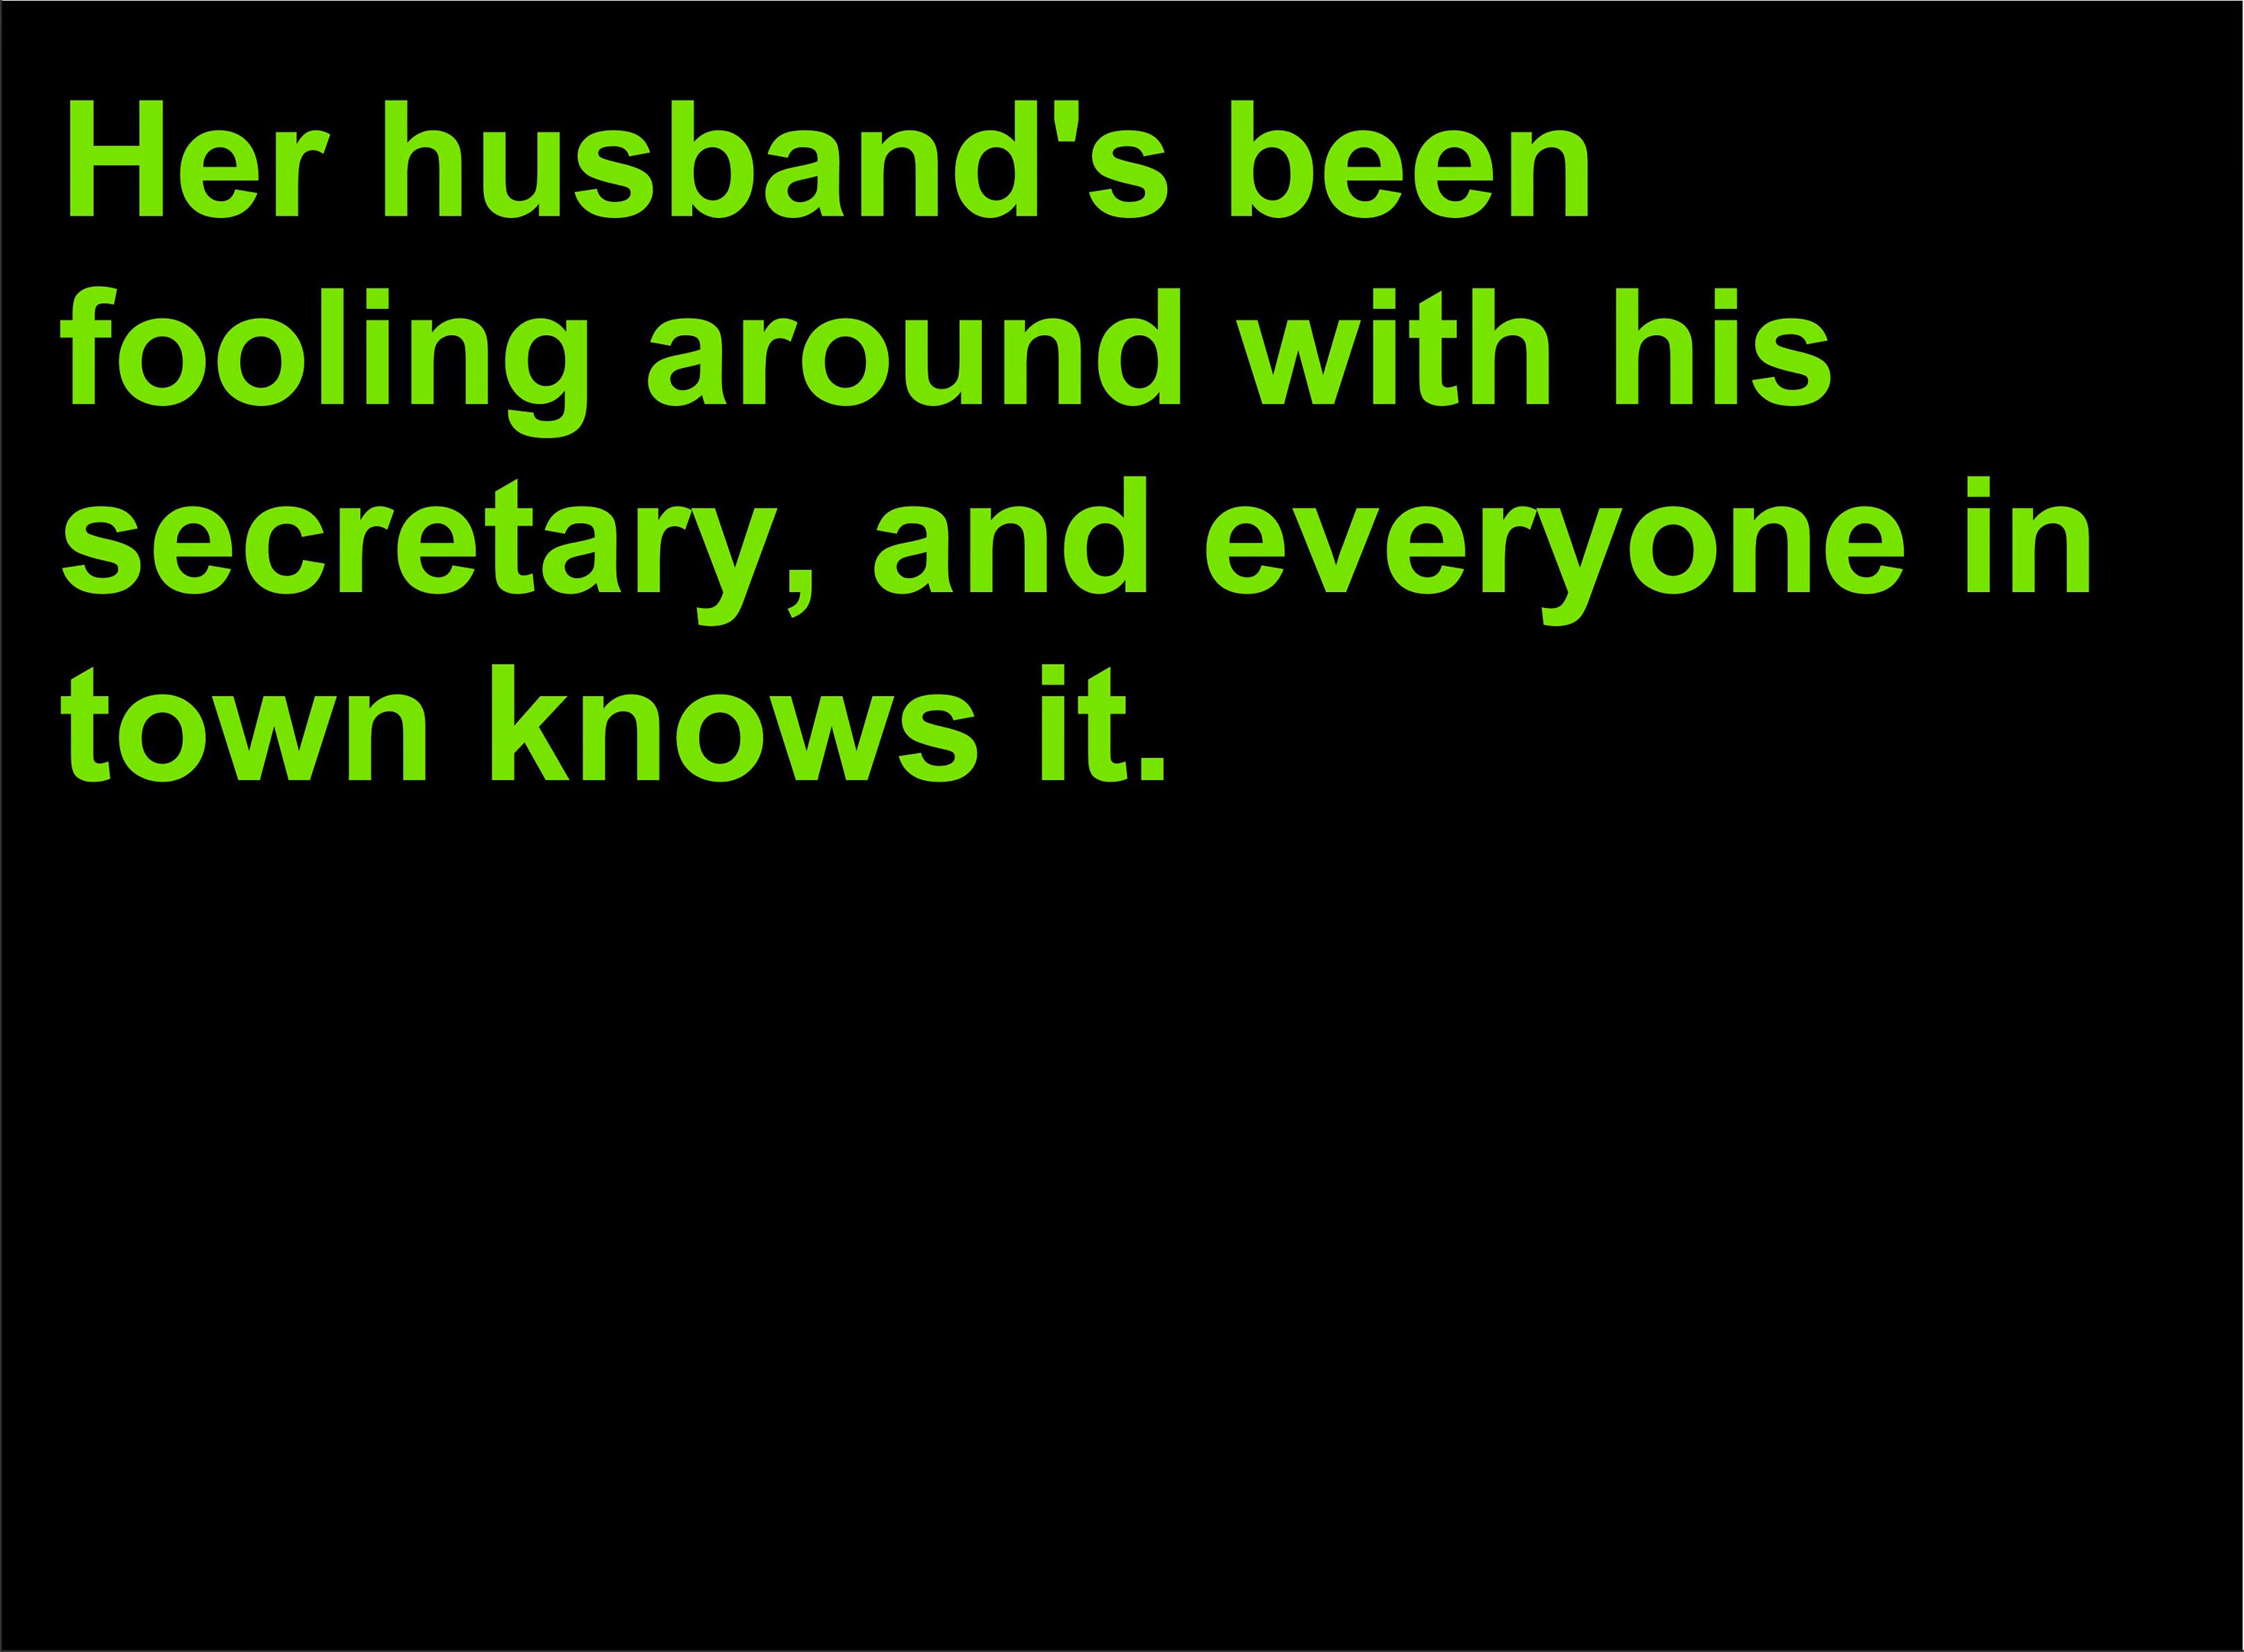 Her husband's been
fooling around with his
secretary, and everyone in
town knows it.